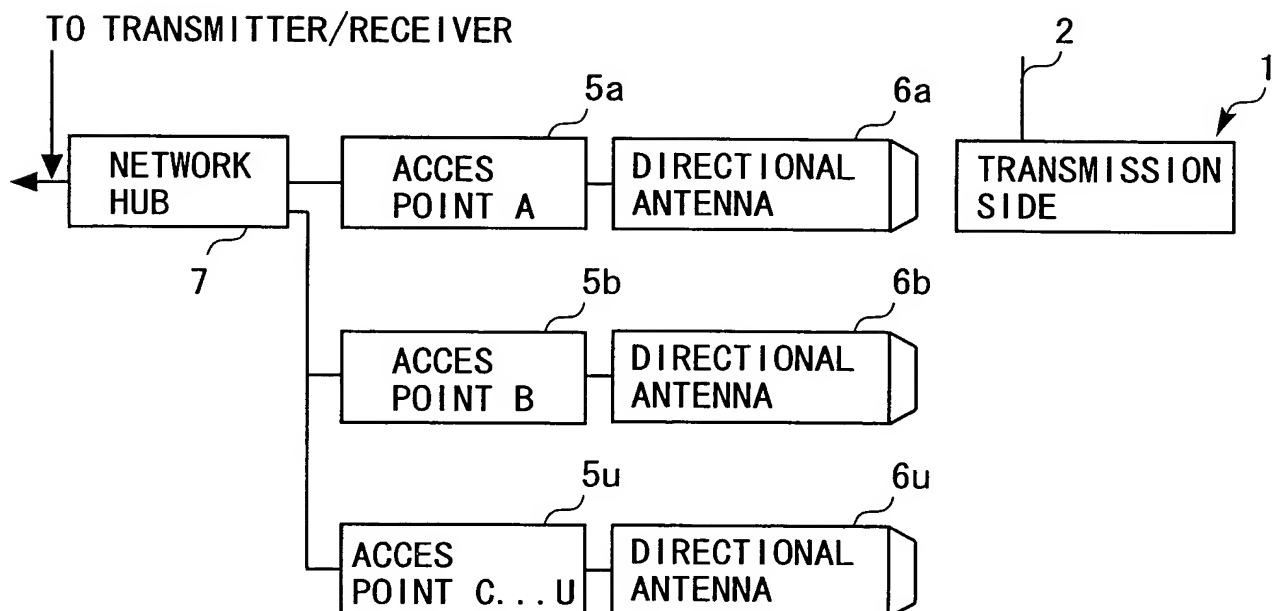 TO TRANSMITTER/RECEIVER
2
1
5a
6a
NETWORK
HUB
ACCES
POINT A
DIRECTIONAL
ANTENNA
TRANSMISSION
SIDE
7
5b
6b
ACCES
POINT B
DIRECTIONAL
ANTENNA
5u
6u
ACCES
POINT C...U
DIRECTIONAL
ANTENNA